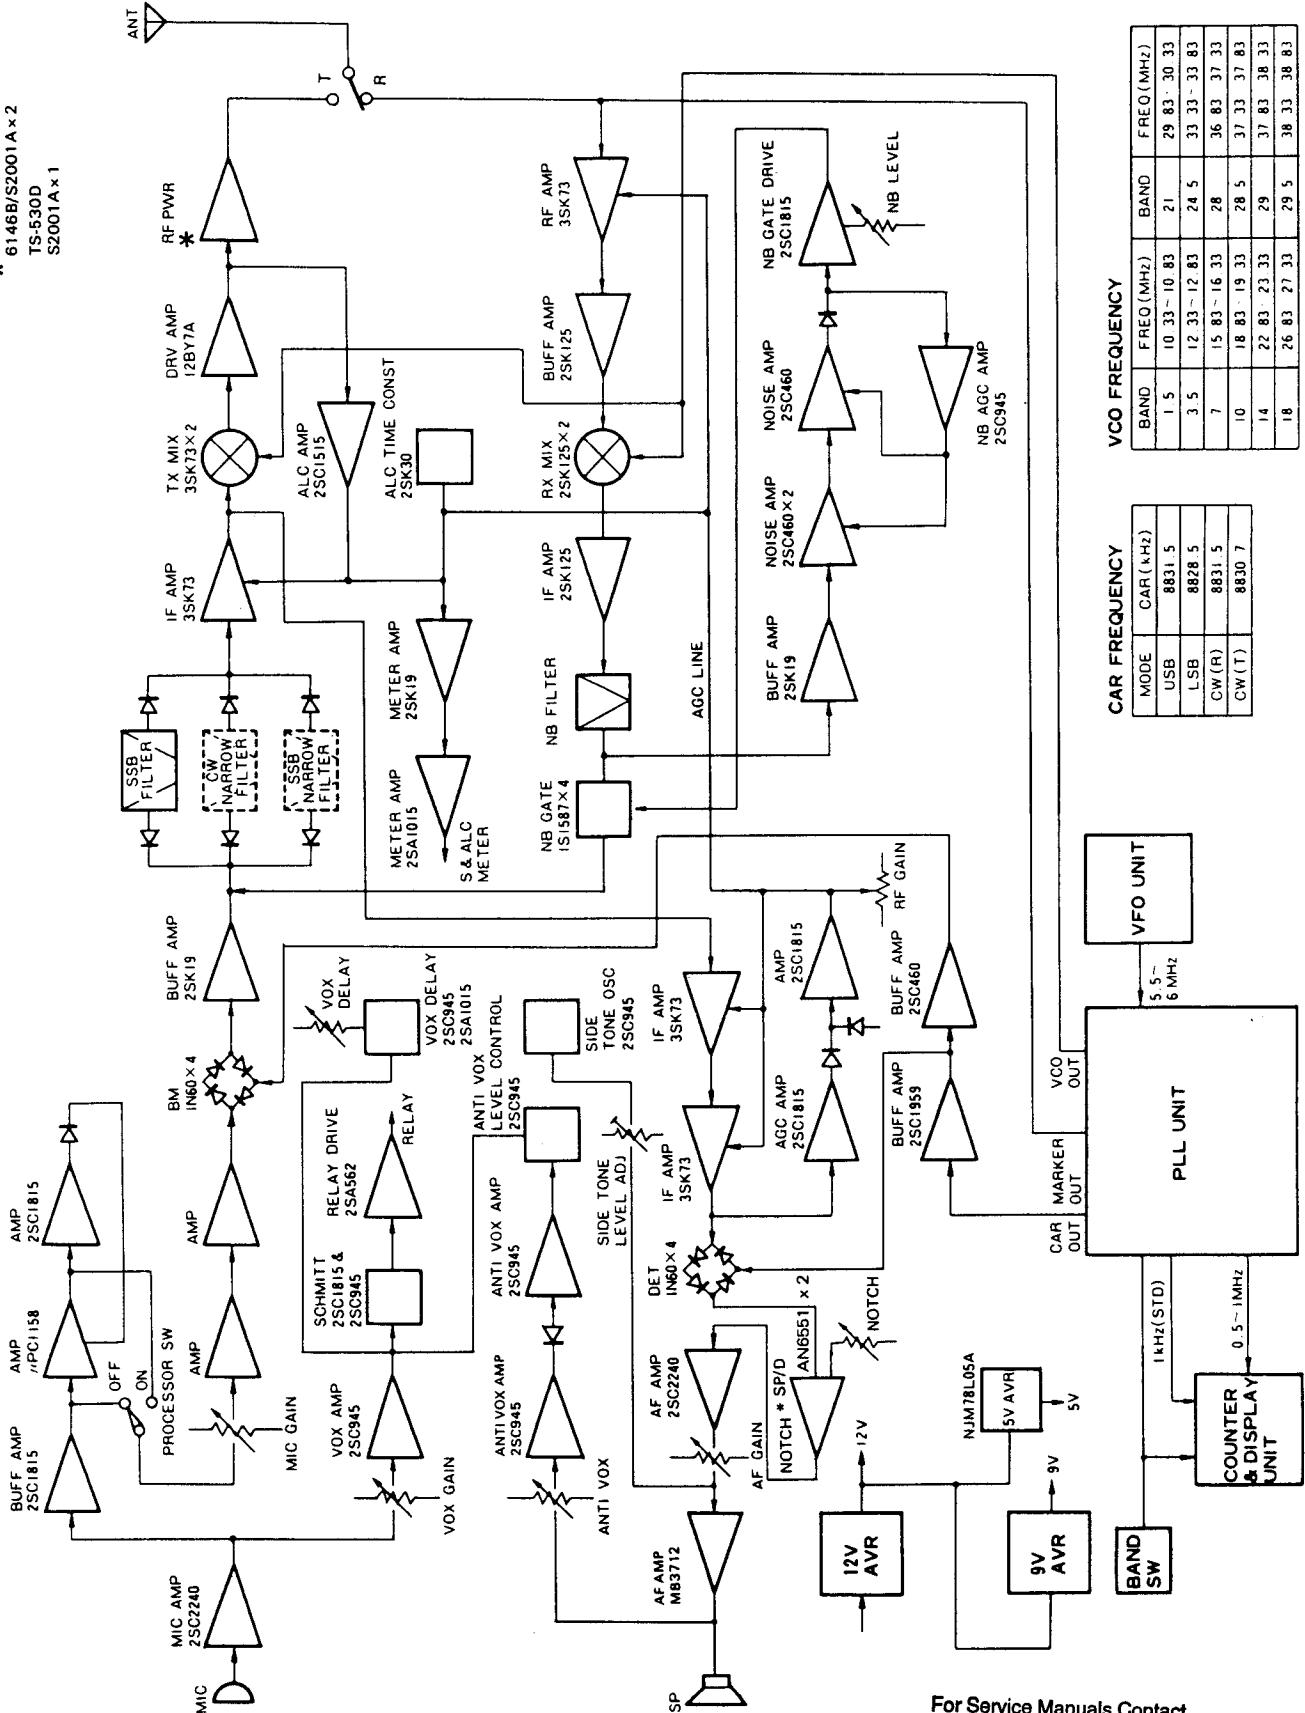 6146B/S2001A×2
TS-530D
S2001A×1
ANT
T
R
RF PWR
*
DRV AMP
12BY7A
TX MIX
3SK73×2
IF AMP
3SK73
ALC AMP
2SC1515
ALC TIME CONST
2SK30
RF AMP
3SK73
BUFF AMP
2SK125
RX MIX
2SK125×2
IF AMP
2SK125
NB FILTER
NB GATE
1S1587×4
NB GATE DRIVE
2SC1815
NB LEVEL
NOISE AMP
2SC460
NB AGC AMP
2SC945
NOISE AMP
2SC460×2
BUFF AMP
2SK19
AGC LINE
METER AMP
2SK19
METER AMP
2SA1015
S & ALC
METER
SSB
FILTER
CW
NARROW
FILTER
SSB
NARROW
FILTER
BUFF AMP
2SK19
BM
IN60×4
AMP
AMP
MIC GAIN
PROCESSOR SW
OFF
ON
AMP
2SC1815
AMP
μPC1158
BUFF AMP
2SC1815
MIC AMP
2SC2240
MIC
VOX GAIN
VOX AMP
2SC945
SCHMITT
2SC1815 &
2SC945
RELAY DRIVE
2SA562
RELAY
VOX
DELAY
VOX DELAY
2SC945
2SA1015
ANTI VOX
LEVEL CONTROL
2SC945
ANTI VOX AMP
2SC945
ANTI VOX AMP
2SC945
ANTI VOX
SIDE
TONE OSC
2SC945
SIDE TONE
LEVEL ADJ
IF AMP
3SK73
IF AMP
3SK73
DET
IN60×4
AMP
2SC1815
AGC AMP
2SC1815
RF GAIN
BUFF AMP
2SC460
BUFF AMP
2SC1959
AF AMP
2SC2240
AF GAIN
AF AMP
MB3712
SP
NOTCH * SP/D
AN6551 x 2
NOTCH
12V
AVR
12V
NJM78L05A
5V AVR
5V
9V
AVR
9V
VFO UNIT
5.5~
6MHz
PLL UNIT
VCO
OUT
MARKER
OUT
CAR
OUT
1kHz(STD)
0.5~1MHz
COUNTER
& DISPLAY
UNIT
BAND
SW
CAR FREQUENCY
MODE CAR(kHz)
USB 8831.5
LSB 8828.5
CW(R) 8831.5
CW(T) 8830.7
VCO FREQUENCY
BAND FREQ(MHz) BAND FREQ(MHz)
1 5 10 33~10 83 21 29 83 · 30 33
3.5 12.33~12.83 24 5 33 33~33 83
7 15 83~16 33 28 36 83 37 33
10 18 83 · 19 33 28 5 37 33 37 83
14 22 83 · 23 33 29 37 83 38 33
18 26 83 27 33 29 5 38 33 38 83
For Service Manuals Contact